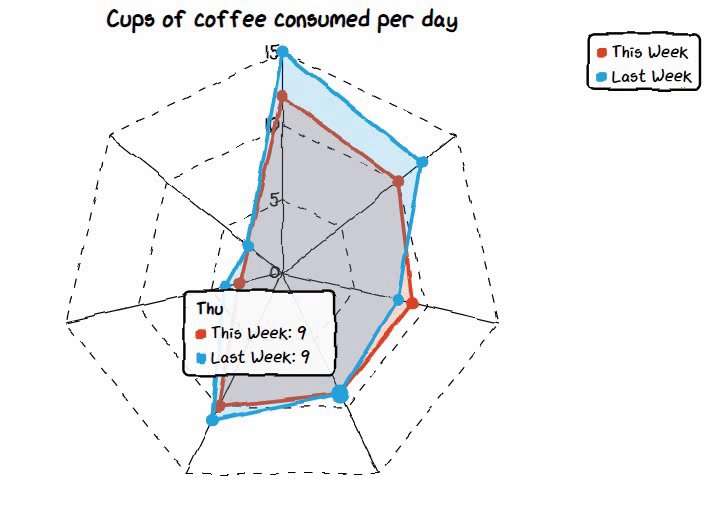 Cups of coffee consumed per day
This Week
Last Week
15
10
5
0
Thu
This Week: 9
Last Week: 9